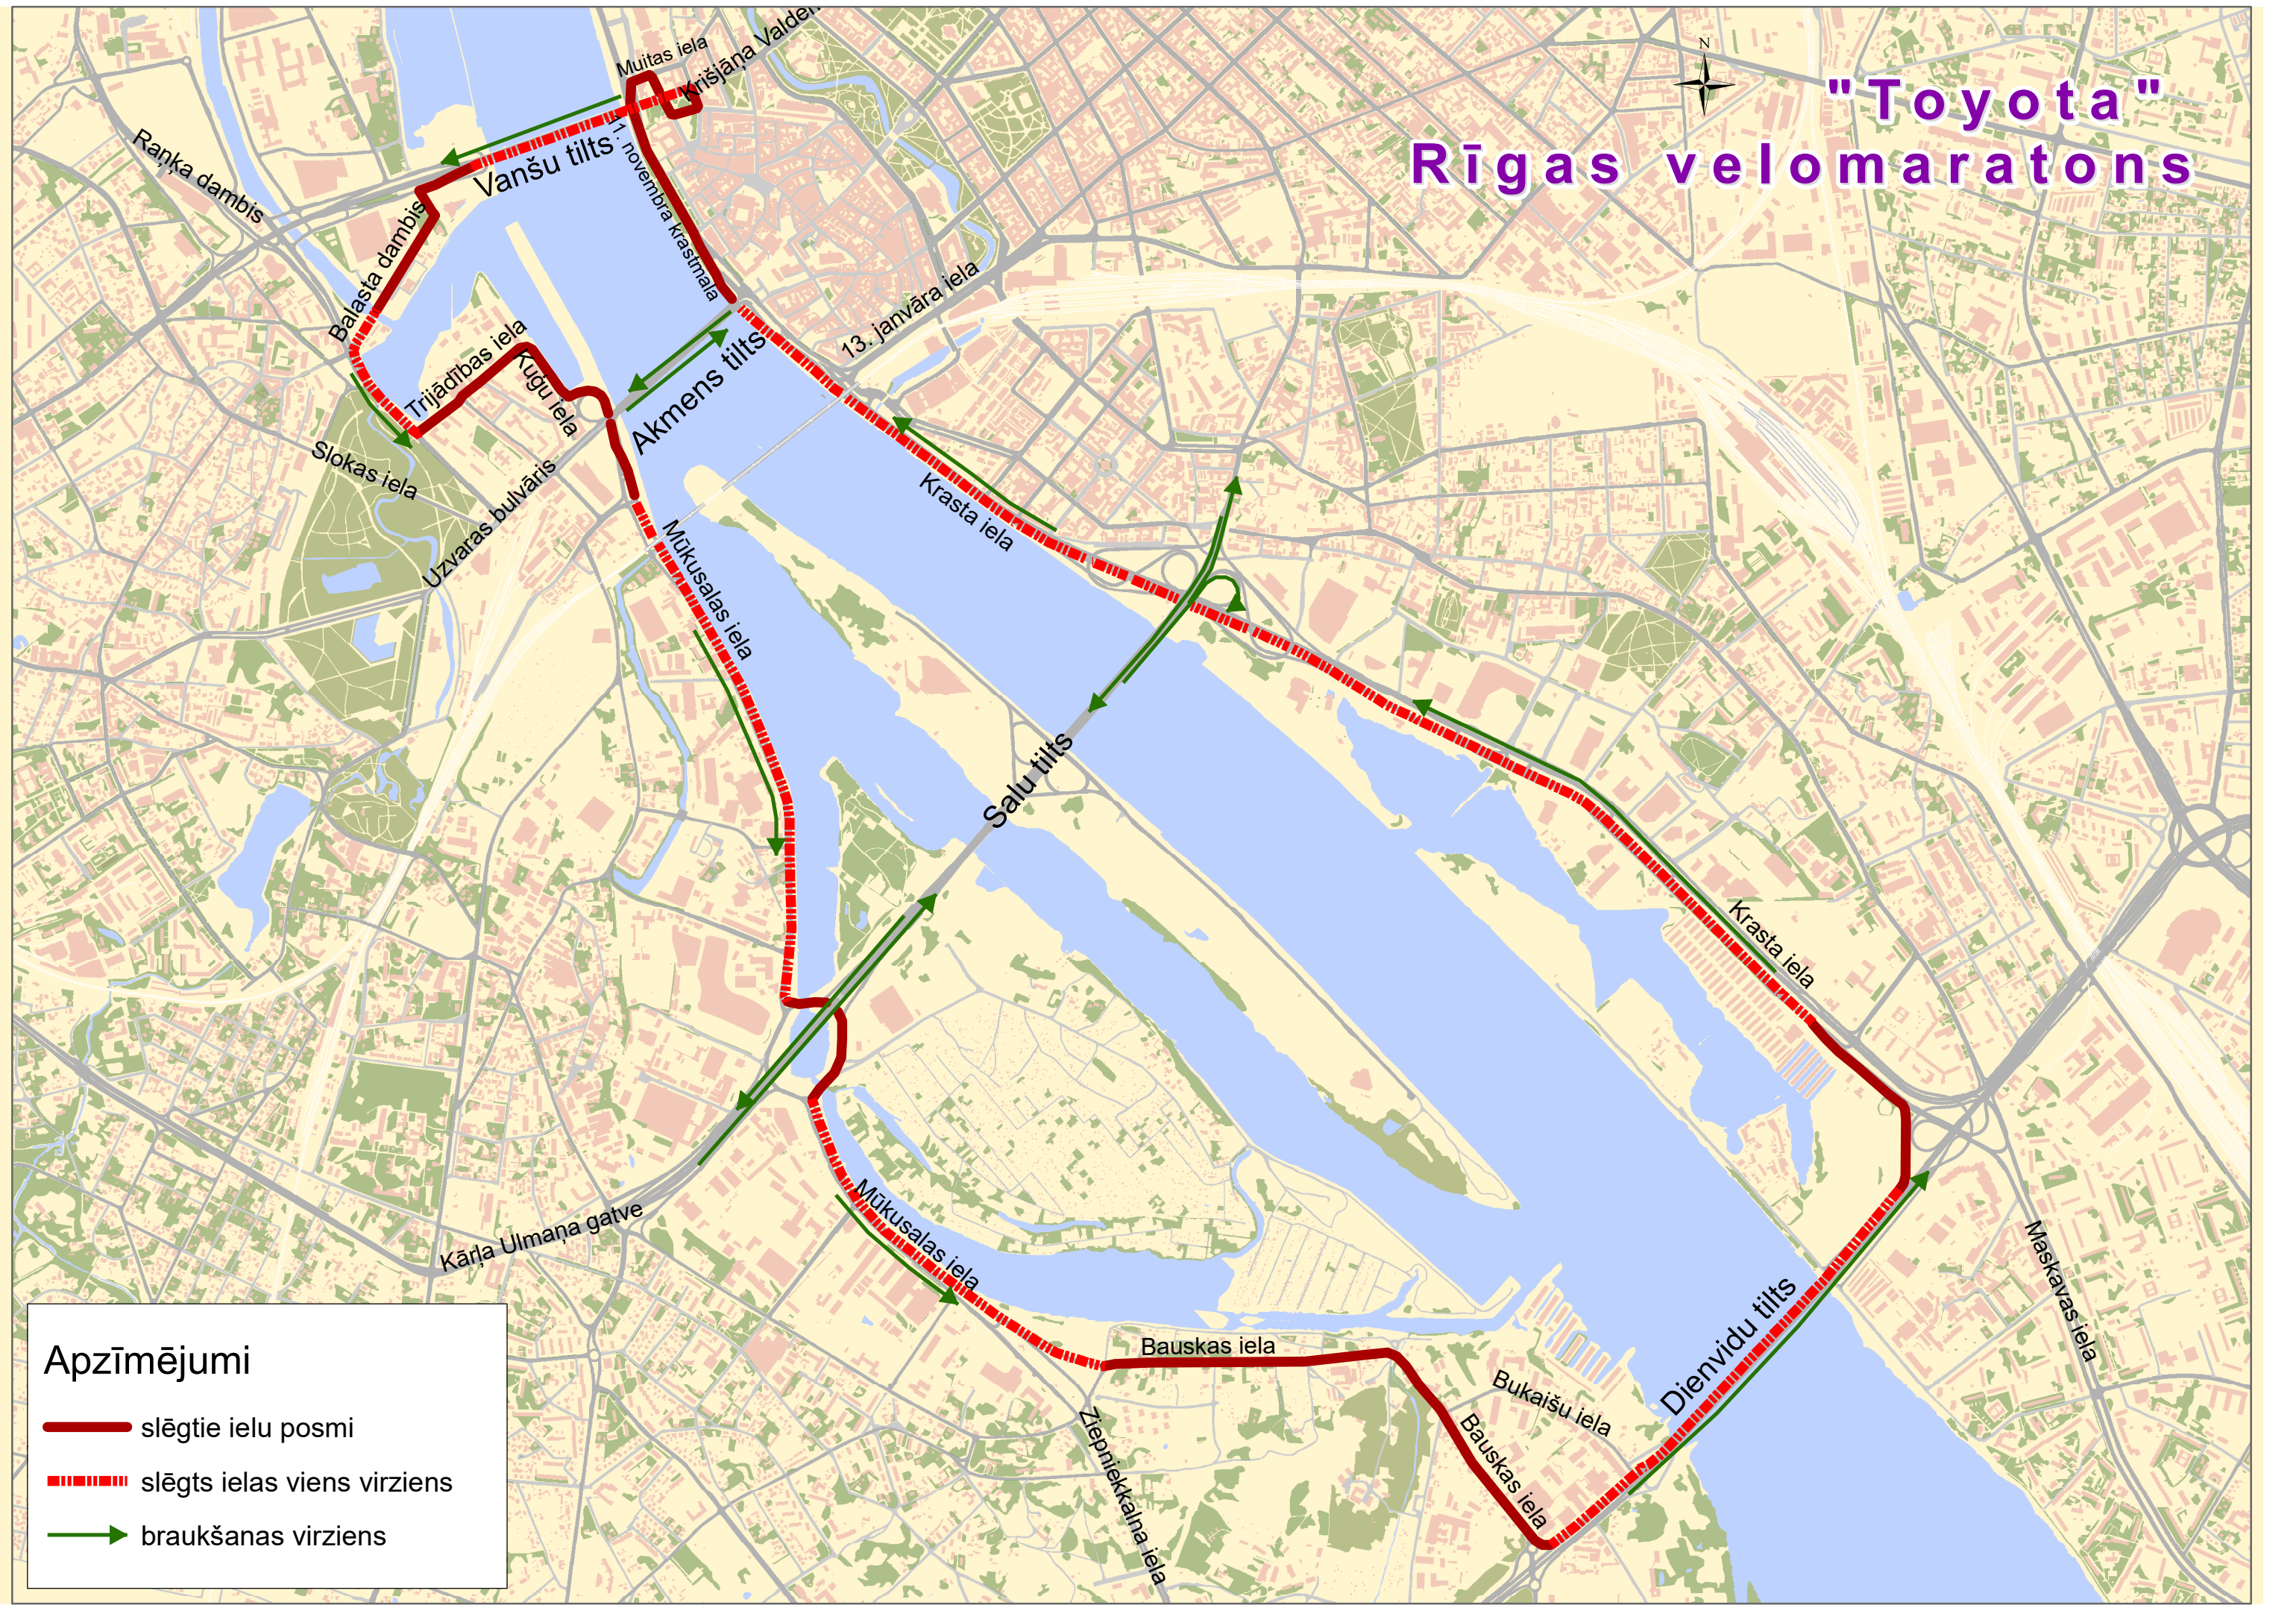 "Toyota"
Rīgas velomaratons
N
Muitas iela
Krišjāņa Valdem
Raņķa dambis
Vanšu tilts
11. novembra krastmala
Balasta dambis
13. janvāra iela
Trijādības iela
Kuģu iela
Akmens tilts
Slokas iela
Uzvaras bulvāris
Krasta iela
Mūkusalas iela
Salu tilts
Krasta iela
Kārļa Ulmaņa gatve
Mūkusalas iela
Maskavas iela
Dienvidu tilts
Bauskas iela
Bukaišu iela
Bauskas iela
Ziepniekkalna iela
Apzīmējumi
slēgtie ielu posmi
slēgts ielas viens virziens
braukšanas virziens